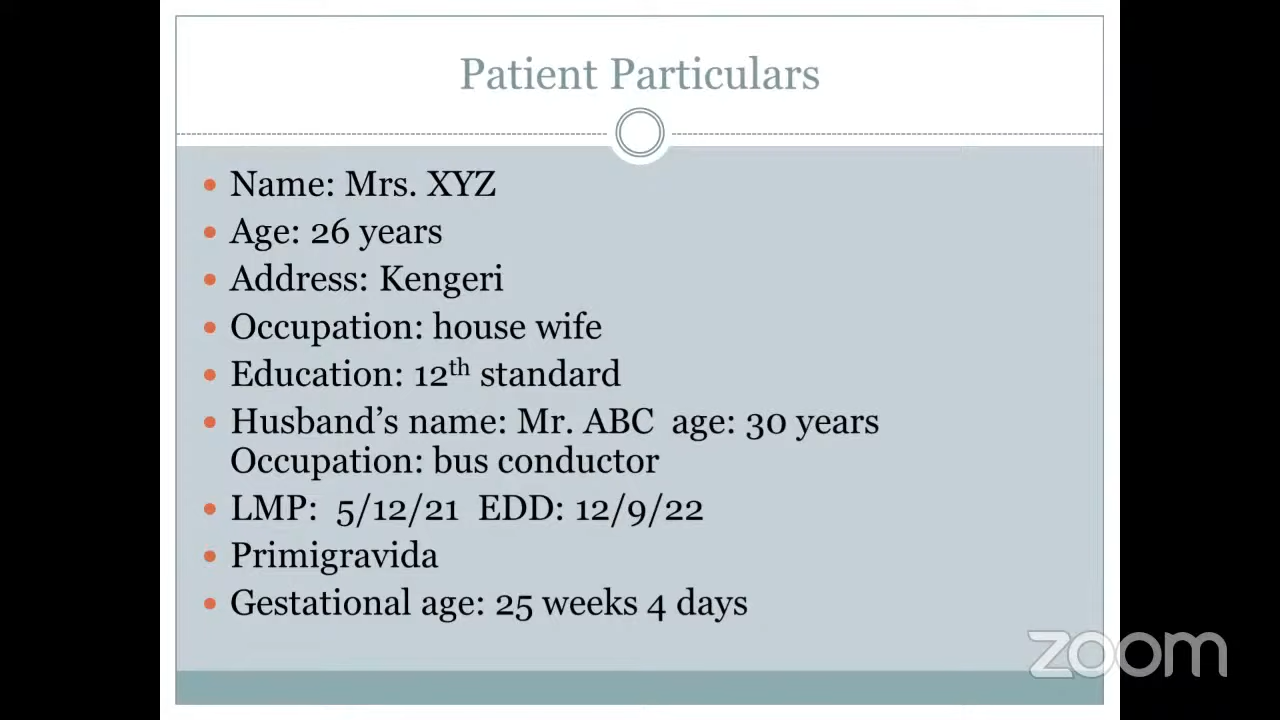 Patient Particulars
• Name: Mrs. XYZ
• Age: 26 years
• Address: Kengeri
• Occupation: house wife
• Education: 12th standard
• Husband’s name: Mr. ABC  age: 30 years
Occupation: bus conductor
• LMP:  5/12/21  EDD: 12/9/22
• Primigravida
• Gestational age: 25 weeks 4 days
zoom